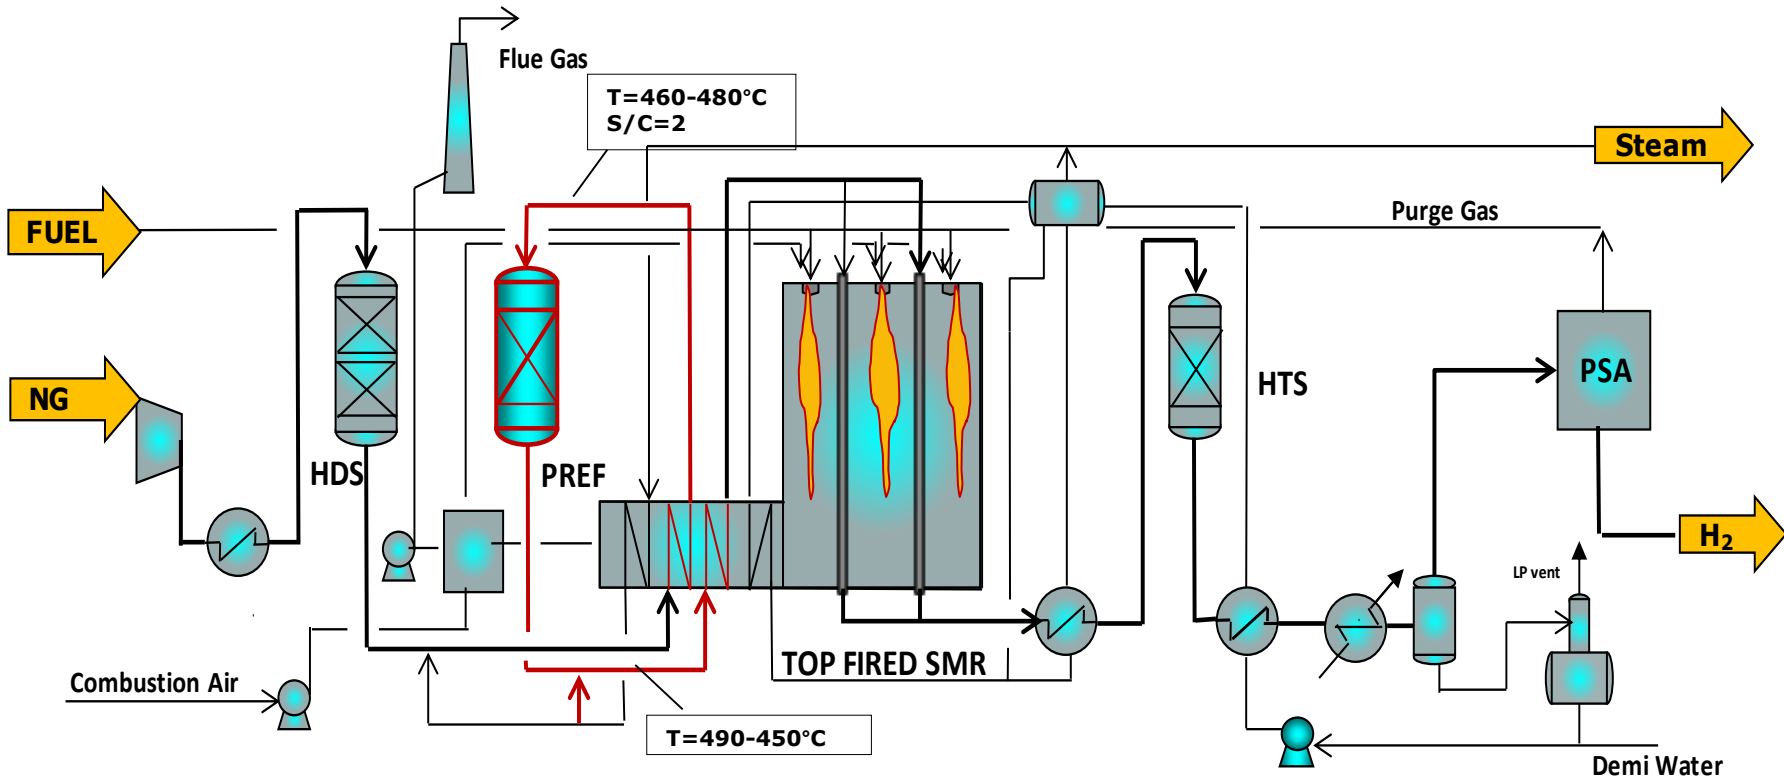 Flue Gas
T=460-480°C
S/C=2
Steam
FUEL
Purge Gas
NG
HTS
PSA
HDS
PREF
H₂
LP vent
TOP FIRED SMR
Combustion Air
T=490-450°C
Demi Water